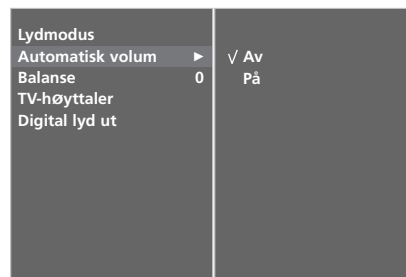 Lydmodus
Automatisk volum ► √ Av
Balanse 0 På
TV-høyttaler
Digital lyd ut